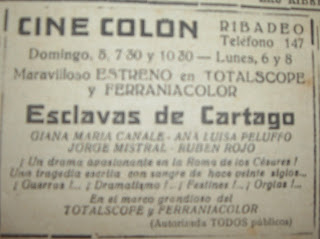 CINE COLON
RIBADEO
Teléfono 147
Domingo, 5, 7'30 y 10'30 — Lunes, 6 y 8
Maravilloso ESTRENO en TOTALSCOPE
y FERRANIACOLOR
Esclavas de Cartago
GIANA MARIA CANALE - ANA LUISA PELUFFO
JORGE MISTRAL - RUBEN ROJO
¡ Un drama apasionante en la Roma de los Césares !
Una tragedia escrita con sangre de hace veinte siglos...
¡ Guerras !... ¡ Dramatismo !... ¡ Festines !.. ¡ Orgías !...
En el marco grandioso del
TOTALSCOPE y FERRANIACOLOR
(Autorizada TODOS públicos)